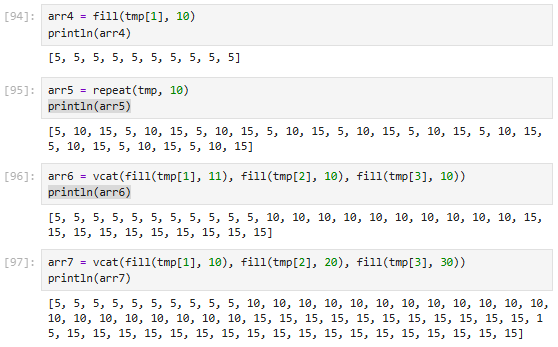 [94]: arr4 = fill(tmp[1], 10)
println(arr4)
[5, 5, 5, 5, 5, 5, 5, 5, 5, 5]
[95]: arr5 = repeat(tmp, 10)
println(arr5)
[5, 10, 15, 5, 10, 15, 5, 10, 15, 5, 10, 15, 5, 10, 15, 5, 10, 15, 5, 10, 15,
5, 10, 15, 5, 10, 15, 5, 10, 15]
[96]: arr6 = vcat(fill(tmp[1], 11), fill(tmp[2], 10), fill(tmp[3], 10))
println(arr6)
[5, 5, 5, 5, 5, 5, 5, 5, 5, 5, 5, 10, 10, 10, 10, 10, 10, 10, 10, 10, 10, 15,
15, 15, 15, 15, 15, 15, 15, 15, 15]
[97]: arr7 = vcat(fill(tmp[1], 10), fill(tmp[2], 20), fill(tmp[3], 30))
println(arr7)
[5, 5, 5, 5, 5, 5, 5, 5, 5, 5, 10, 10, 10, 10, 10, 10, 10, 10, 10, 10, 10, 10,
10, 10, 10, 10, 10, 10, 10, 10, 15, 15, 15, 15, 15, 15, 15, 15, 15, 15, 15, 1
5, 15, 15, 15, 15, 15, 15, 15, 15, 15, 15, 15, 15, 15, 15, 15, 15, 15, 15]